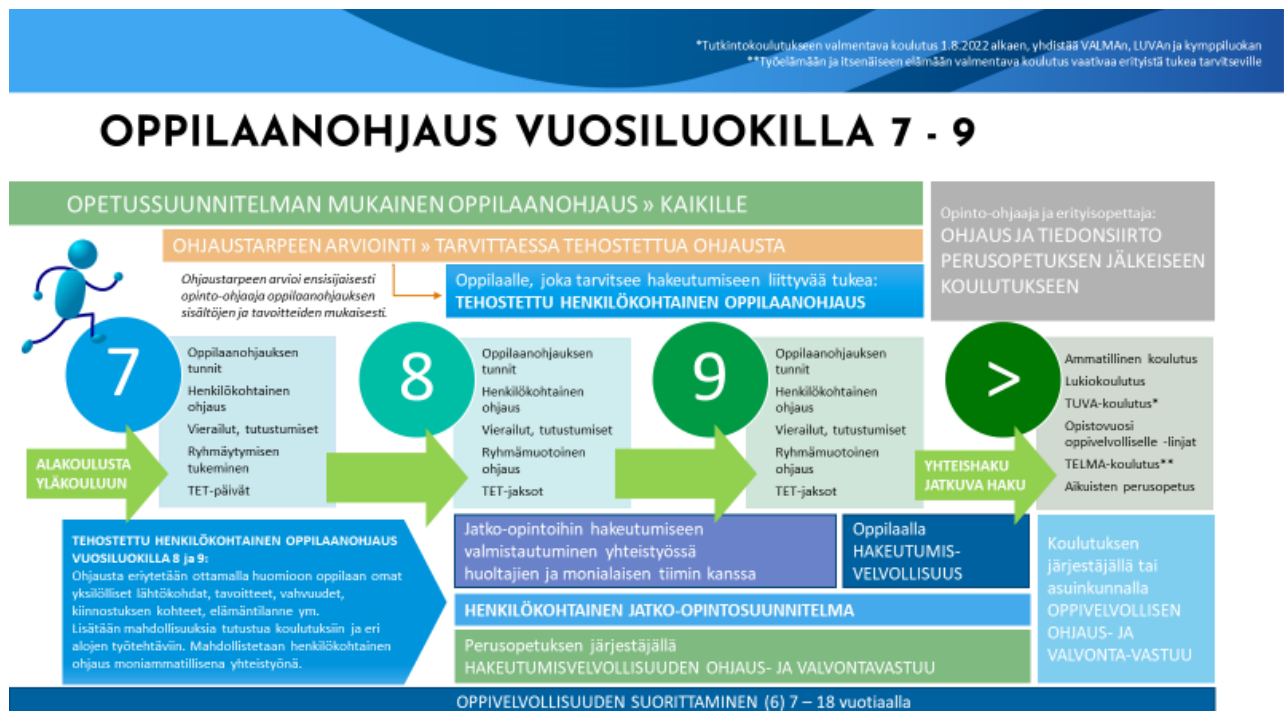 *Tutkintokoulutukseen valmentava koulutus 1.8.2022 alkaen, yhdistää VALMAn, LUVAn ja kymppiluokan
**Työelämään ja itsenäiseen elämään valmentava koulutus vaativaa erityistä tukea tarvitseville
OPPILAANOHJAUS VUOSILUOKILLA 7 - 9
OPETUSSUUNNITELMAN MUKAINEN OPPILAANOHJAUS » KAIKILLE
OHJAUSTARPEEN ARVIOINTI » TARVITTAESSA TEHOSTETTUA OHJAUSTA
Ohjaustarpeen arvioi ensisijaisesti
opinto-ohjaaja oppilaanohjauksen
sisältöjen ja tavoitteiden mukaisesti.
Oppilaalle, joka tarvitsee hakeutumiseen liittyvää tukea:
TEHOSTETTU HENKILÖKOHTAINEN OPPILAANOHJAUS
Opinto-ohjaaja ja erityisopettaja:
OHJAUS JA TIEDONSIIRTO
PERUSOPETUKSEN JÄLKEISEEN
KOULUTUKSEEN
7
Oppilaanohjauksen
tunnit
Henkilökohtainen
ohjaus
Vierailut, tutustumiset
Ryhmäytymisen
tukeminen
TET-päivät
8
Oppilaanohjauksen
tunnit
Henkilökohtainen
ohjaus
Vierailut, tutustumiset
Ryhmämuotoinen
ohjaus
TET-jaksot
9
Oppilaanohjauksen
tunnit
Henkilökohtainen
ohjaus
Vierailut, tutustumiset
Ryhmämuotoinen
ohjaus
TET-jaksot
>
Ammatillinen koulutus
Lukiokoulutus
TUVA-koulutus*
Opistovuosi
oppivelvolliselle -linjat
TELMA-koulutus**
Aikuisten perusopetus
ALAKOULUSTA
YLÄKOULUUN
YHTEISHAKU
JATKUVA HAKU
TEHOSTETTU HENKILÖKOHTAINEN OPPILAANOHJAUS
VUOSILUOKILLA 8 ja 9:
Ohjausta eriytetään ottamalla huomioon oppilaan omat
yksilölliset lähtökohdat, tavoitteet, vahvuudet,
kiinnostuksen kohteet, elämäntilanne ym.
Lisätään mahdollisuuksia tutustua koulutuksiin ja eri
alojen työtehtäviin. Mahdollistetaan henkilökohtainen
ohjaus moniammatillisena yhteistyönä.
Jatko-opintoihin hakeutumiseen
valmistautuminen yhteistyössä
huoltajien ja monialaisen tiimin kanssa
Oppilaalla
HAKEUTUMIS-
VELVOLLISUUS
HENKILÖKOHTAINEN JATKO-OPINTOSUUNNITELMA
Perusopetuksen järjestäjällä
HAKEUTUMISVELVOLLISUUDEN OHJAUS- JA VALVONTAVASTUU
Koulutuksen
järjestäjällä tai
asuinkunnalla
OPPIVELVOLLISEN
OHJAUS- JA
VALVONTA-VASTUU
OPPIVELVOLLISUUDEN SUORITTAMINEN (6) 7 – 18 vuotiaalla